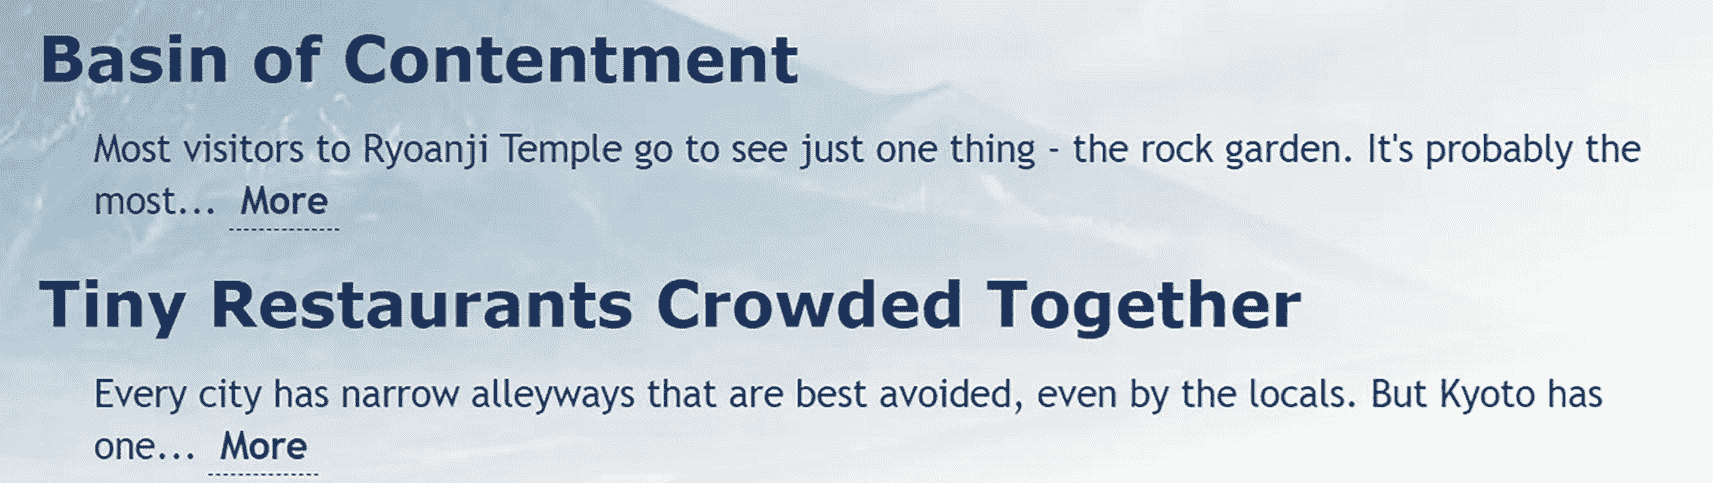 Basin of Contentment
Most visitors to Ryoanji Temple go to see just one thing - the rock garden. It's probably the
most... More
Tiny Restaurants Crowded Together
Every city has narrow alleyways that are best avoided, even by the locals. But Kyoto has
one... More